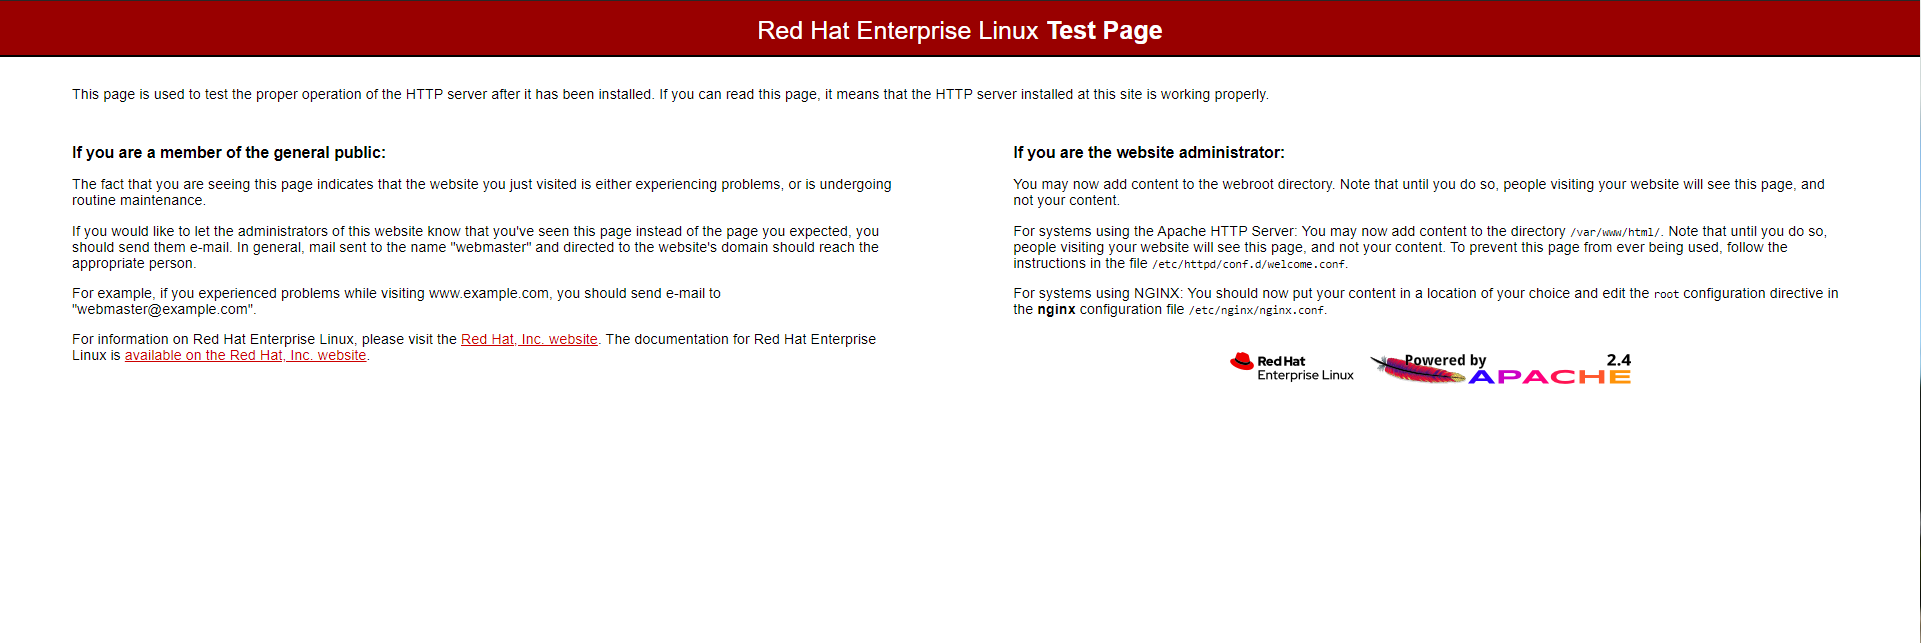 Red Hat Enterprise Linux Test Page
This page is used to test the proper operation of the HTTP server after it has been installed. If you can read this page, it means that the HTTP server installed at this site is working properly.
If you are a member of the general public:
The fact that you are seeing this page indicates that the website you just visited is either experiencing problems, or is undergoing
routine maintenance.
If you would like to let the administrators of this website know that you've seen this page instead of the page you expected, you
should send them e-mail. In general, mail sent to the name "webmaster" and directed to the website's domain should reach the
appropriate person.
For example, if you experienced problems while visiting www.example.com, you should send e-mail to
"webmaster@example.com".
For information on Red Hat Enterprise Linux, please visit the Red Hat, Inc. website. The documentation for Red Hat Enterprise
Linux is available on the Red Hat, Inc. website.
If you are the website administrator:
You may now add content to the webroot directory. Note that until you do so, people visiting your website will see this page, and
not your content.
For systems using the Apache HTTP Server: You may now add content to the directory /var/www/html/. Note that until you do so,
people visiting your website will see this page, and not your content. To prevent this page from ever being used, follow the
instructions in the file /etc/httpd/conf.d/welcome.conf.
For systems using NGINX: You should now put your content in a location of your choice and edit the root configuration directive in
the nginx configuration file /etc/nginx/nginx.conf.
Red Hat
Enterprise Linux
Powered by 2.4
APACHE